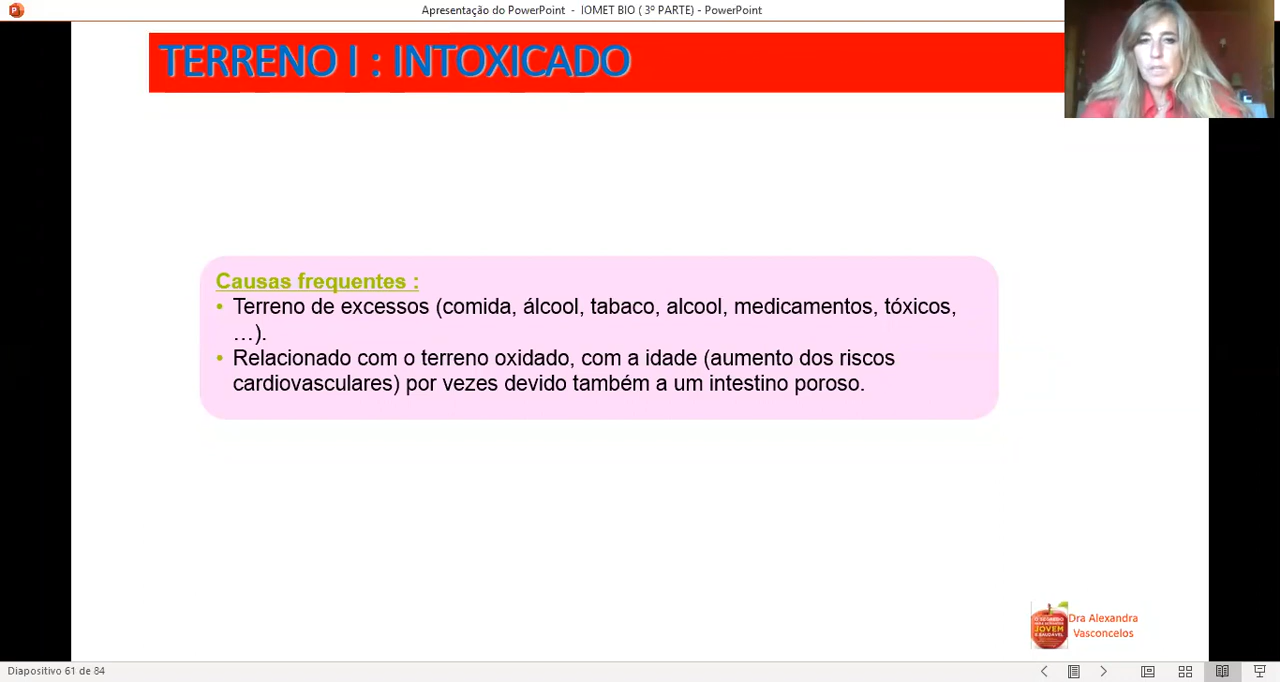 Apresentação do PowerPoint - IOMET BIO ( 3º PARTE) - PowerPoint
TERRENO I : INTOXICADO
Causas frequentes :
• Terreno de excessos (comida, álcool, tabaco, alcool, medicamentos, tóxicos,
…).
• Relacionado com o terreno oxidado, com a idade (aumento dos riscos
cardiovasculares) por vezes devido também a um intestino poroso.
JOVEM
Dra Alexandra
Vasconcelos
Diapositivo 61 de 84